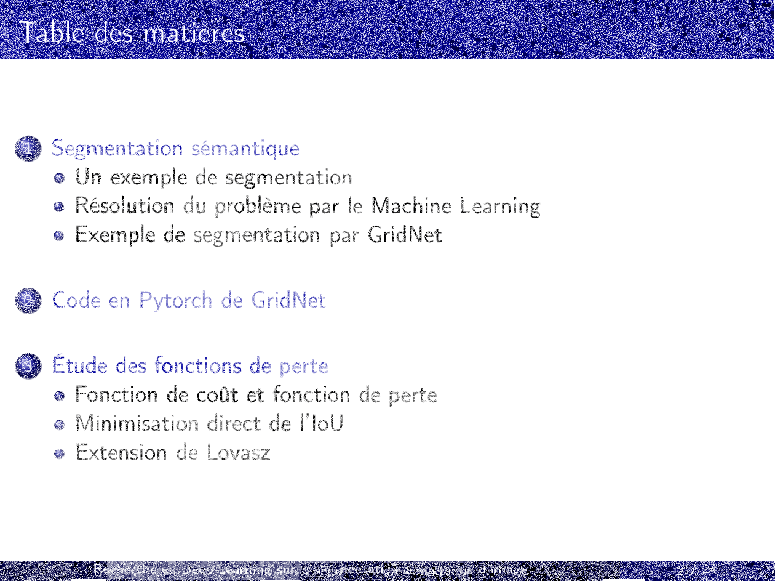 Table des matières
1 Segmentation sémantique
Un exemple de segmentation
Résolution du problème par le Machine Learning
Exemple de segmentation par GridNet
2 Code en Pytorch de GridNet
3 Étude des fonctions de perte
Fonction de coût et fonction de perte
Minimisation direct de l'IoU
Extension de Lovasz